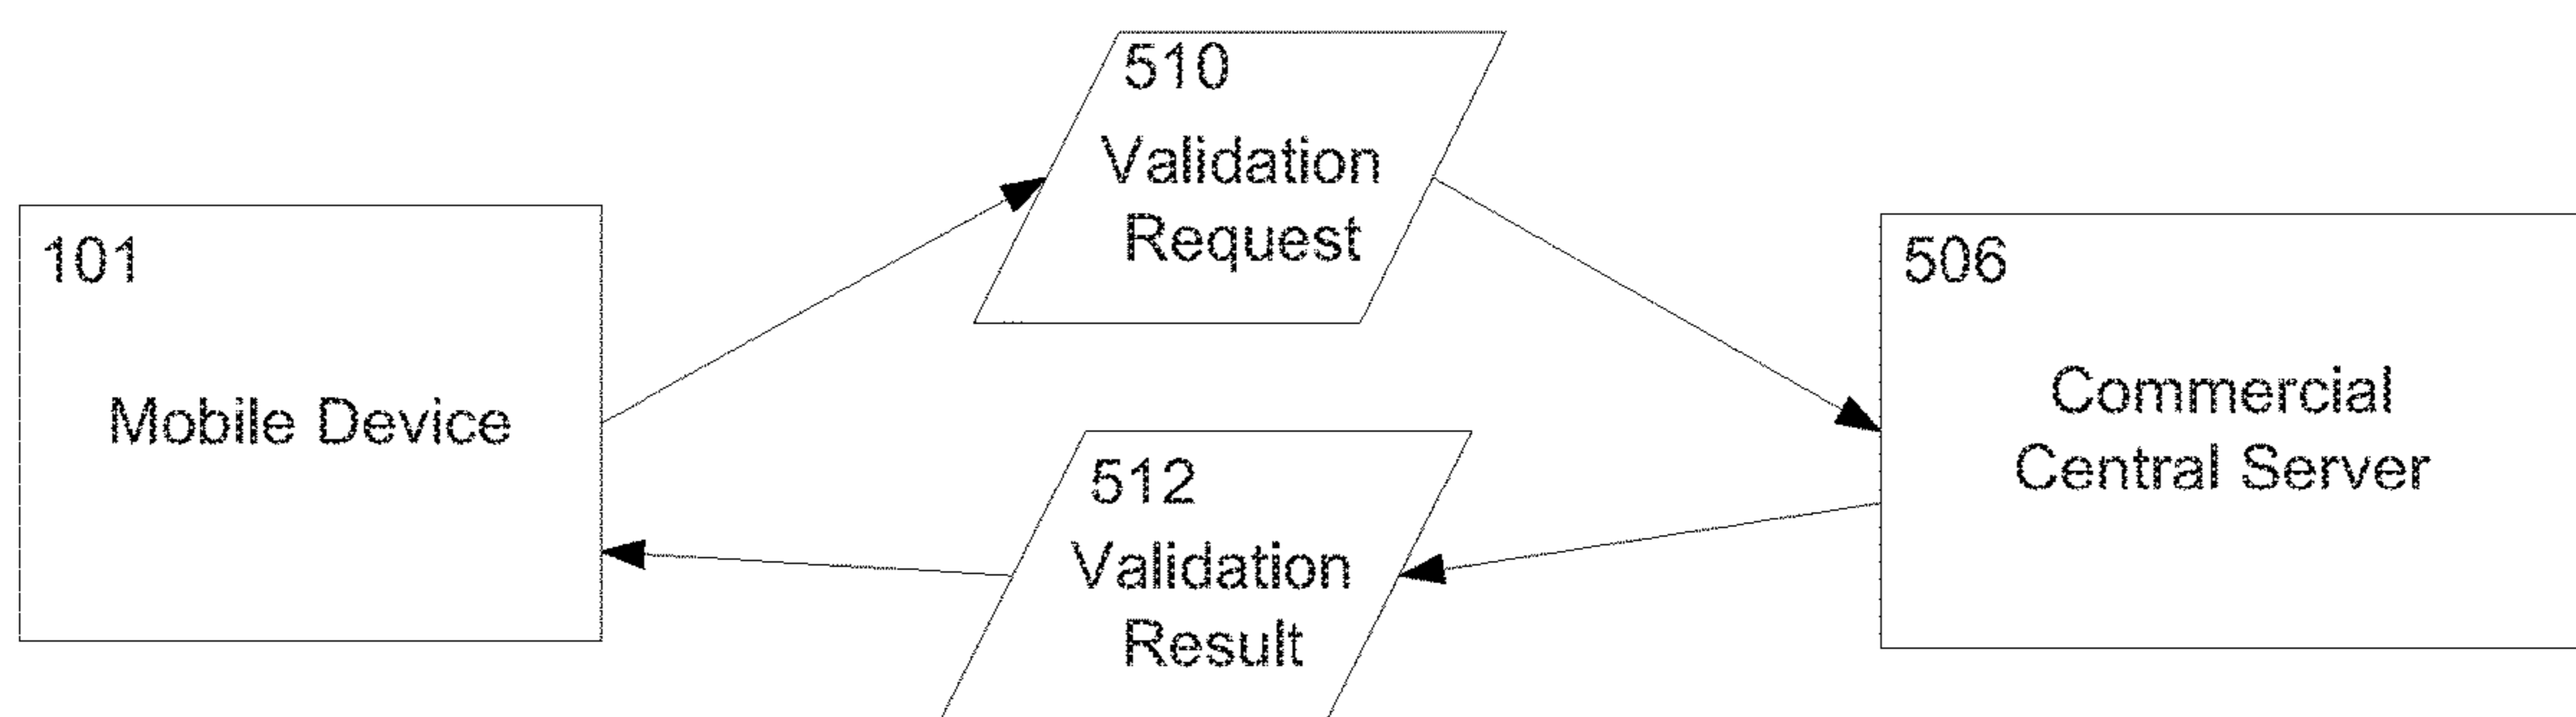 510
Validation
Request
101
Mobile Device
506
Commercial
Central Server
512
Validation
Result